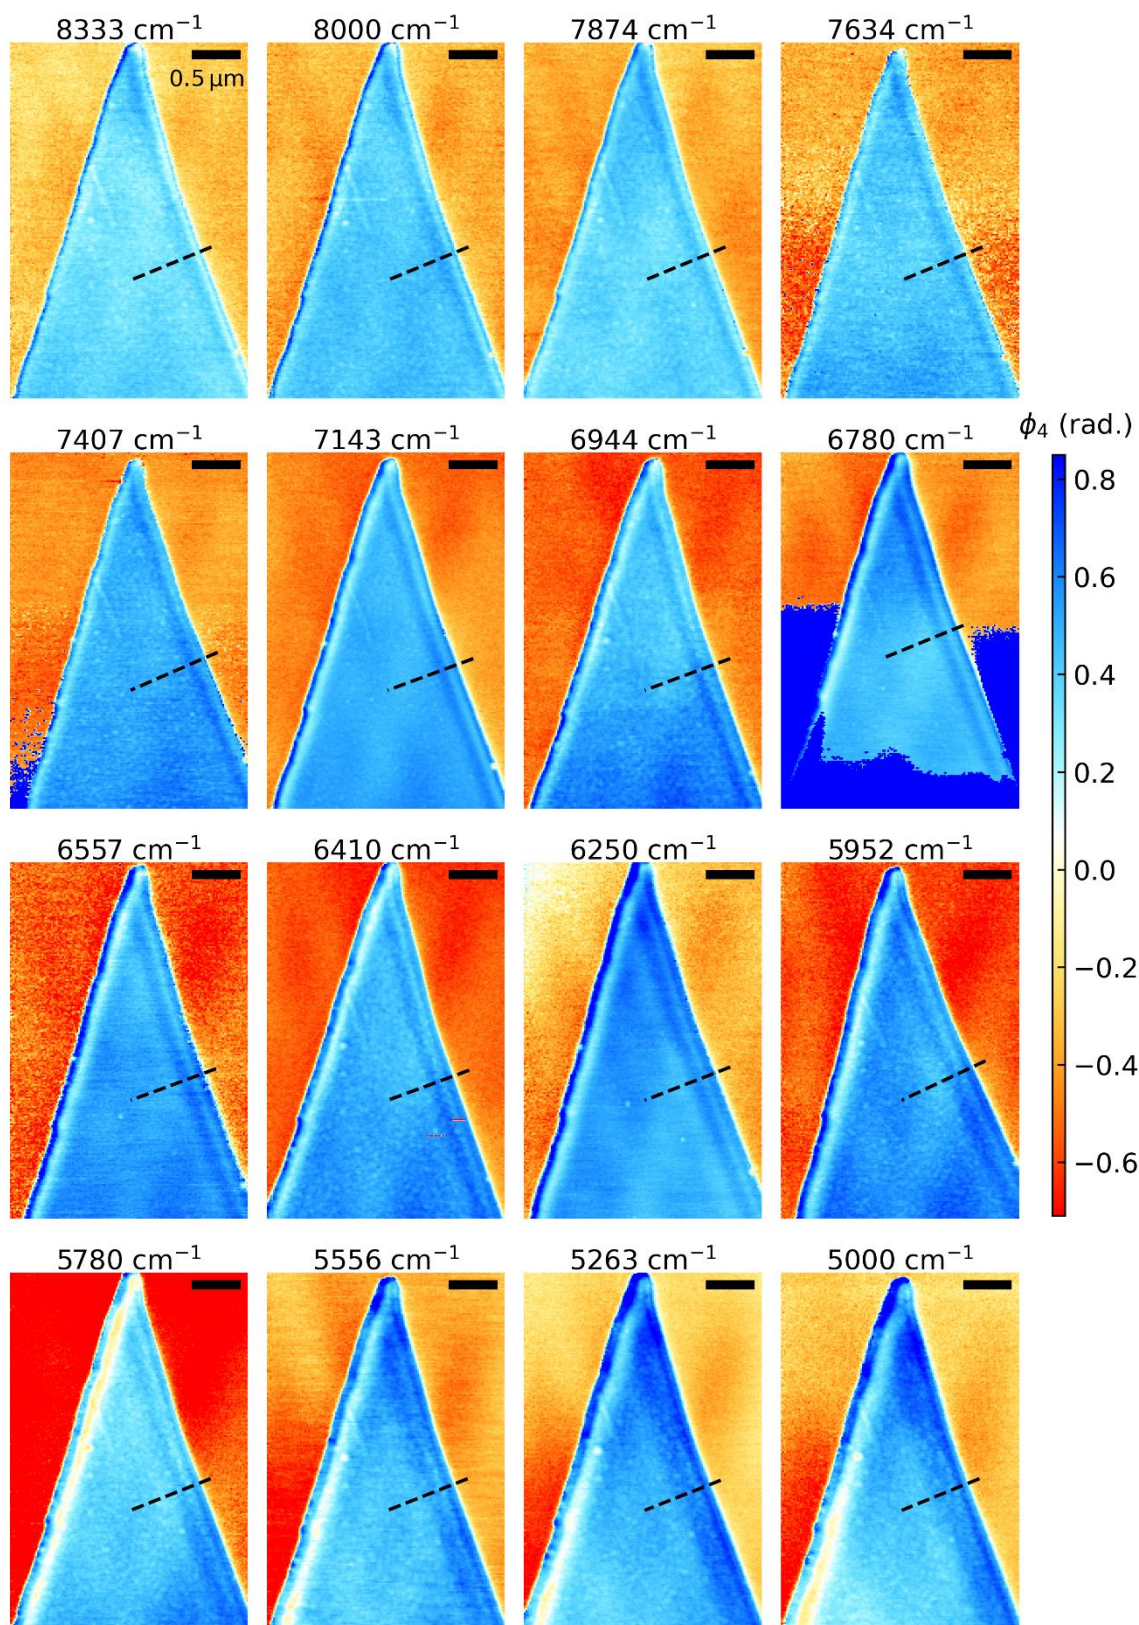 8333 cm⁻¹ 8000 cm⁻¹ 7874 cm⁻¹ 7634 cm⁻¹
0.5 μm
7407 cm⁻¹ 7143 cm⁻¹ 6944 cm⁻¹ 6780 cm⁻¹
ϕ₄ (rad.)
0.8
0.6
0.4
0.2
0.0
−0.2
−0.4
−0.6
6557 cm⁻¹ 6410 cm⁻¹ 6250 cm⁻¹ 5952 cm⁻¹
5780 cm⁻¹ 5556 cm⁻¹ 5263 cm⁻¹ 5000 cm⁻¹